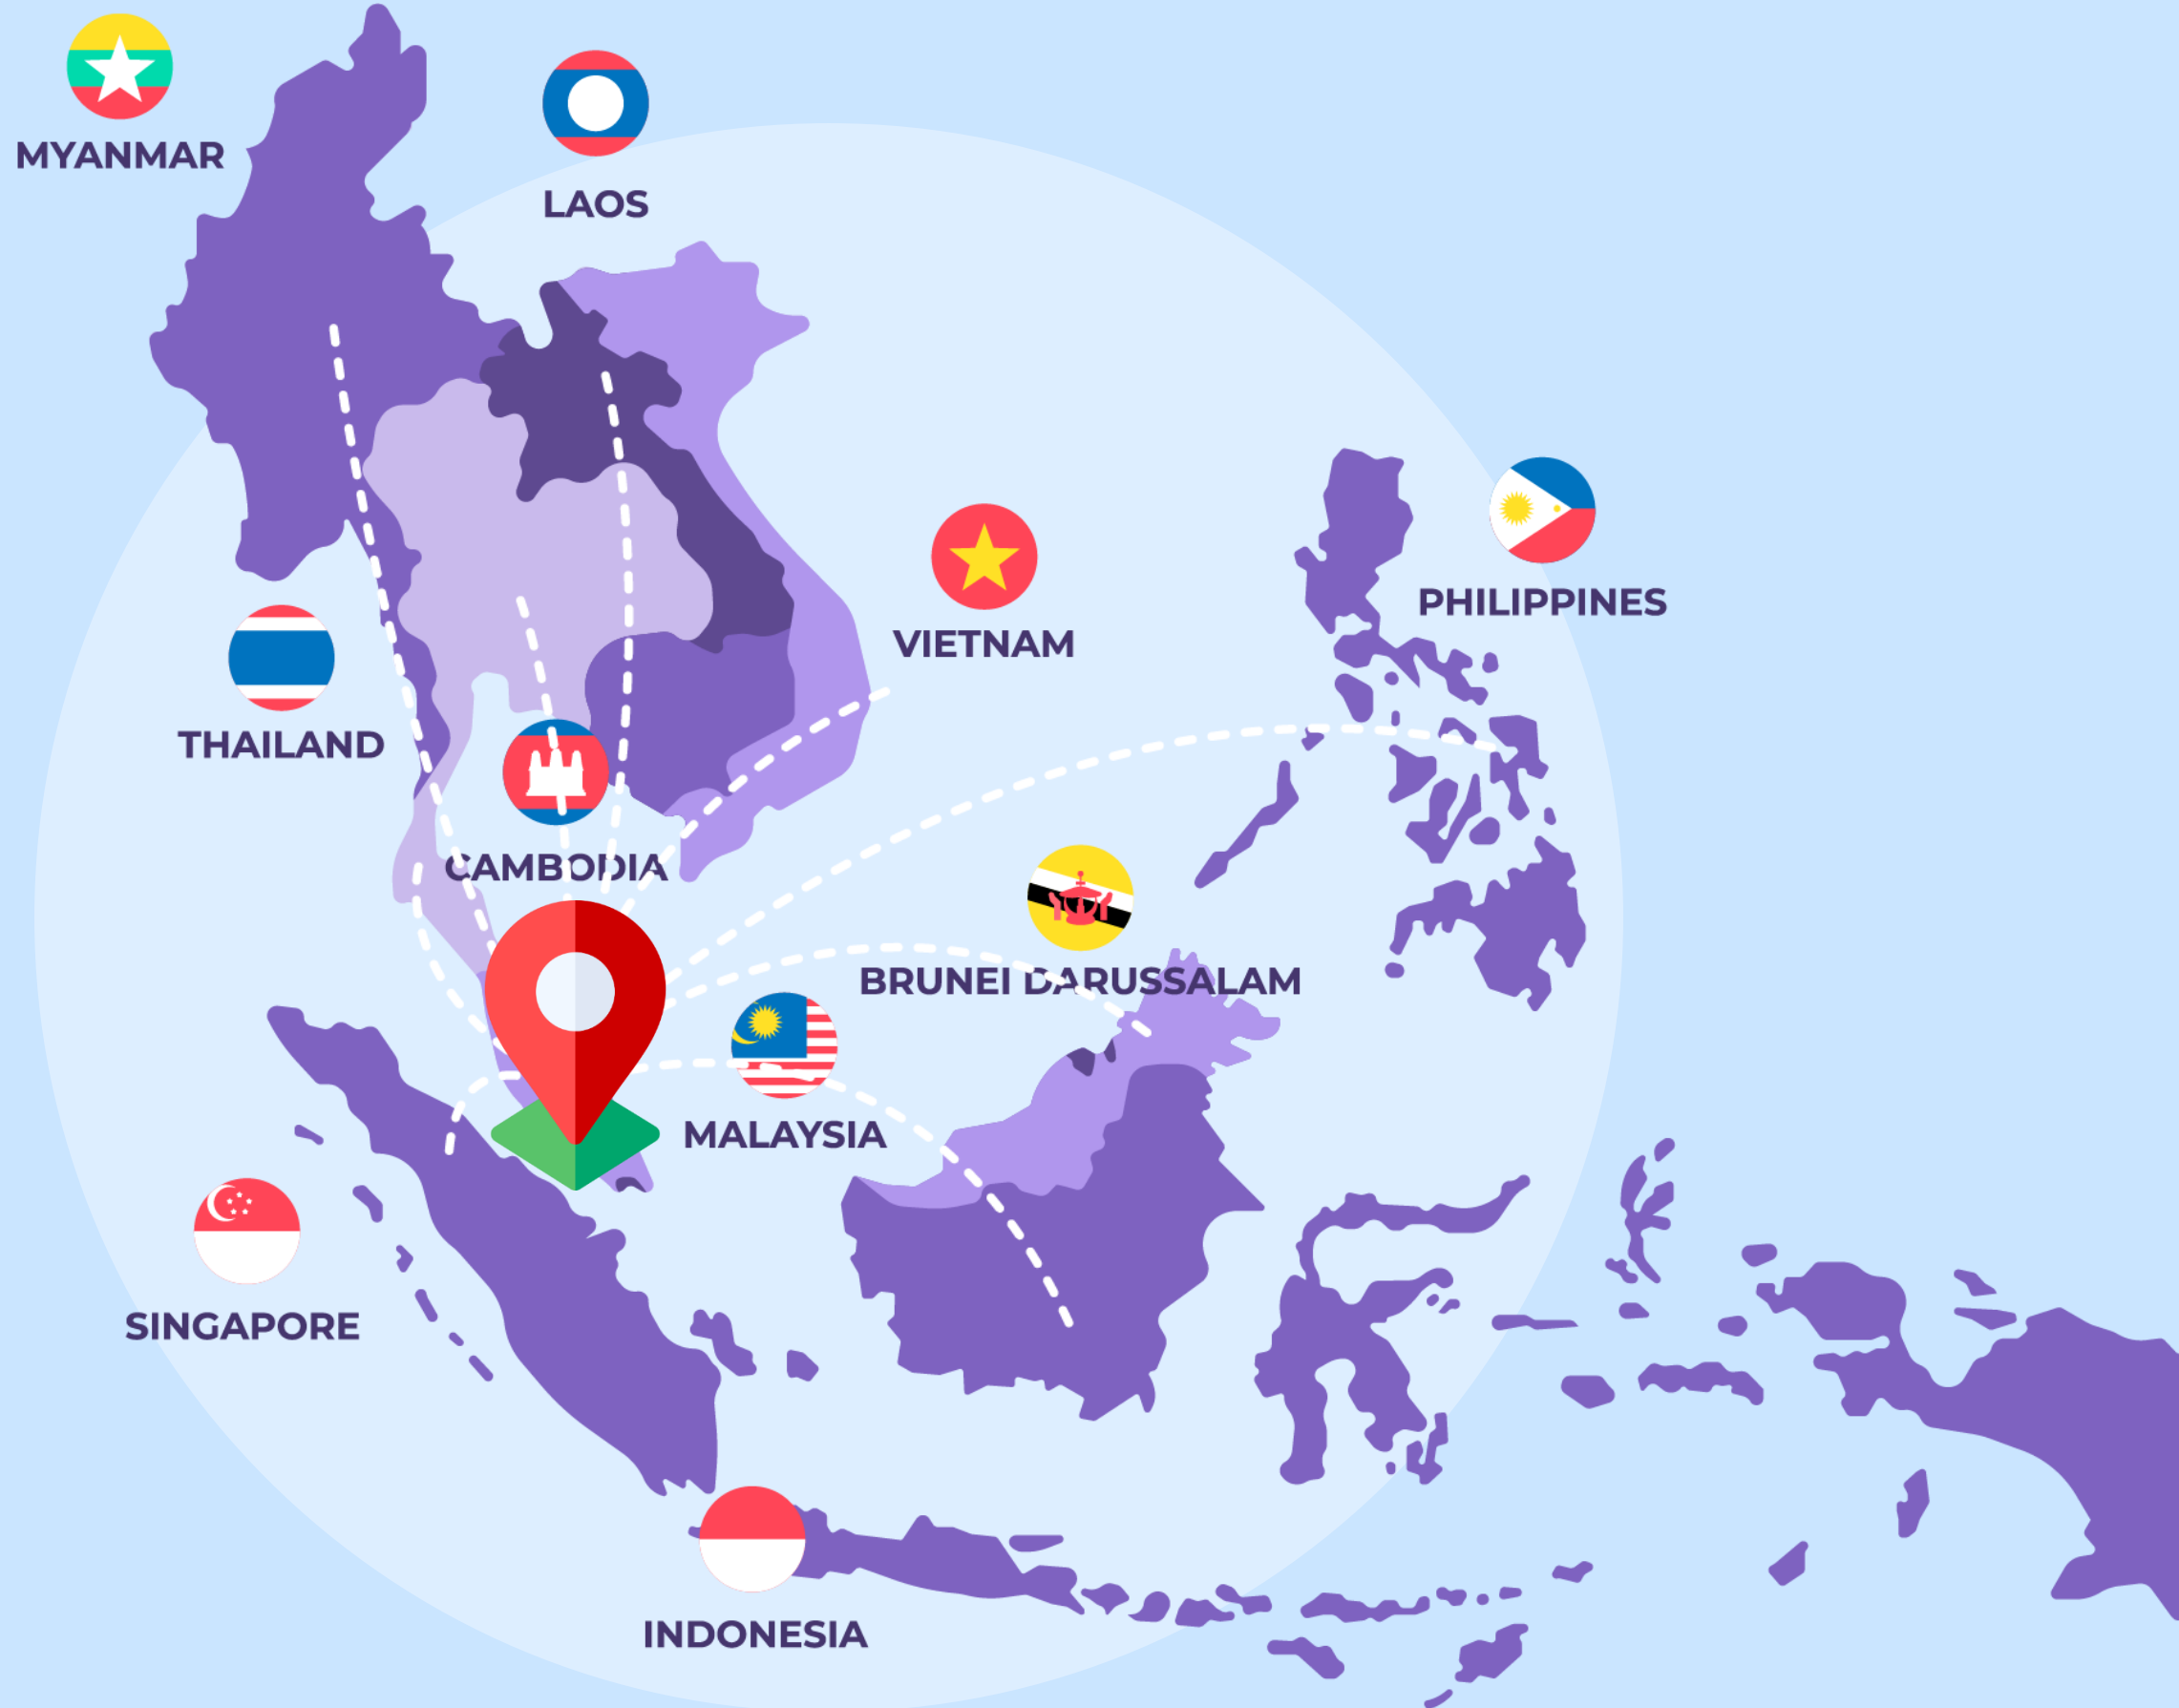 MYANMAR
LAOS
PHILIPPINES
VIETNAM
THAILAND
CAMBODIA
BRUNEI DARUSSALAM
MALAYSIA
SINGAPORE
INDONESIA